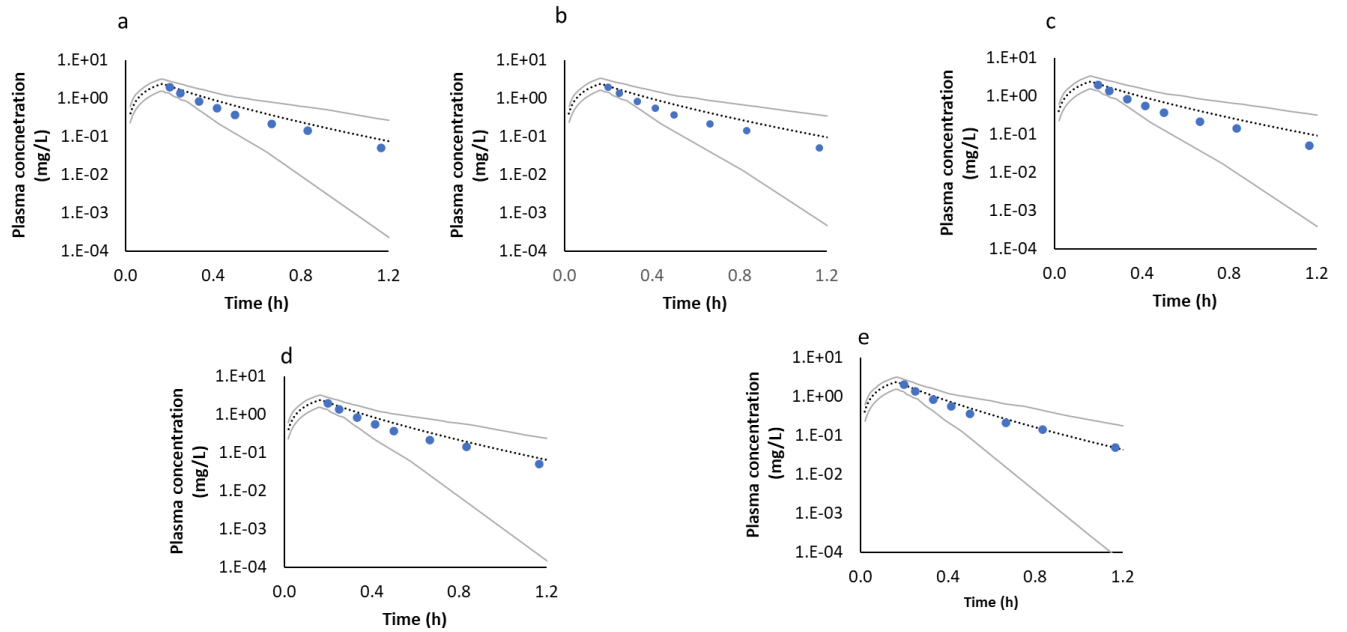 a
Plasma concnetration
(mg/L)
1.E+01
1.E+00
1.E-01
1.E-02
1.E-03
1.E-04
0.0 0.4 0.8 1.2
Time (h)
b
Plasma concentration
(mg/L)
1.E+01
1.E+00
1.E-01
1.E-02
1.E-03
1.E-04
0.0 0.4 0.8 1.2
Time (h)
c
Plasma concentration
(mg/L)
1.E+01
1.E+00
1.E-01
1.E-02
1.E-03
1.E-04
0.0 0.4 0.8 1.2
Time (h)
d
Plasma concentration
(mg/L)
1.E+01
1.E+00
1.E-01
1.E-02
1.E-03
1.E-04
0.0 0.4 0.8 1.2
Time (h)
e
Plasma concentration
(mg/L)
1.E+01
1.E+00
1.E-01
1.E-02
1.E-03
1.E-04
0.0 0.4 0.8 1.2
Time (h)